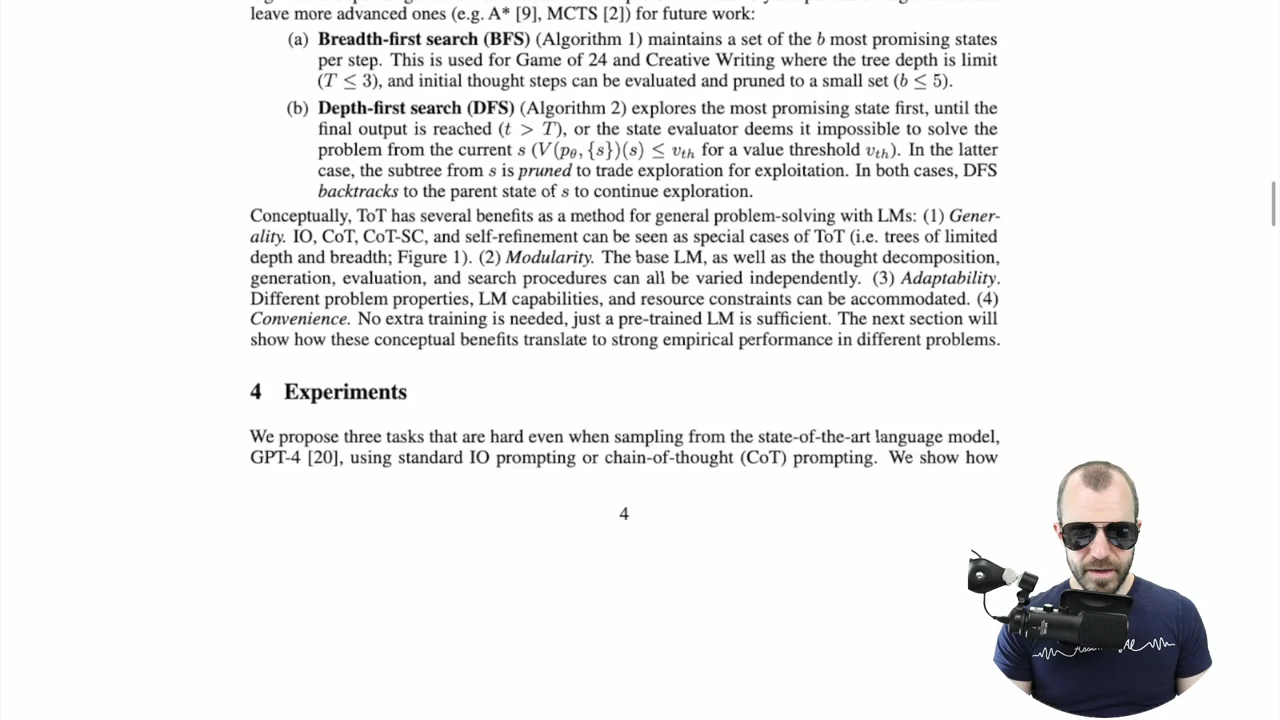 leave more advanced ones (e.g. A* [9], MCTS [2]) for future work:
(a) Breadth-first search (BFS) (Algorithm 1) maintains a set of the b most promising states
per step. This is used for Game of 24 and Creative Writing where the tree depth is limit
(T ≤ 3), and initial thought steps can be evaluated and pruned to a small set (b ≤ 5).
(b) Depth-first search (DFS) (Algorithm 2) explores the most promising state first, until the
final output is reached (t > T), or the state evaluator deems it impossible to solve the
problem from the current s (V(pθ, {s})(s) ≤ vth for a value threshold vth). In the latter
case, the subtree from s is pruned to trade exploration for exploitation. In both cases, DFS
backtracks to the parent state of s to continue exploration.
Conceptually, ToT has several benefits as a method for general problem-solving with LMs: (1) Gener-
ality. IO, CoT, CoT-SC, and self-refinement can be seen as special cases of ToT (i.e. trees of limited
depth and breadth; Figure 1). (2) Modularity. The base LM, as well as the thought decomposition,
generation, evaluation, and search procedures can all be varied independently. (3) Adaptability.
Different problem properties, LM capabilities, and resource constraints can be accommodated. (4)
Convenience. No extra training is needed, just a pre-trained LM is sufficient. The next section will
show how these conceptual benefits translate to strong empirical performance in different problems.
4 Experiments
We propose three tasks that are hard even when sampling from the state-of-the-art language model,
GPT-4 [20], using standard IO prompting or chain-of-thought (CoT) prompting. We show how
4